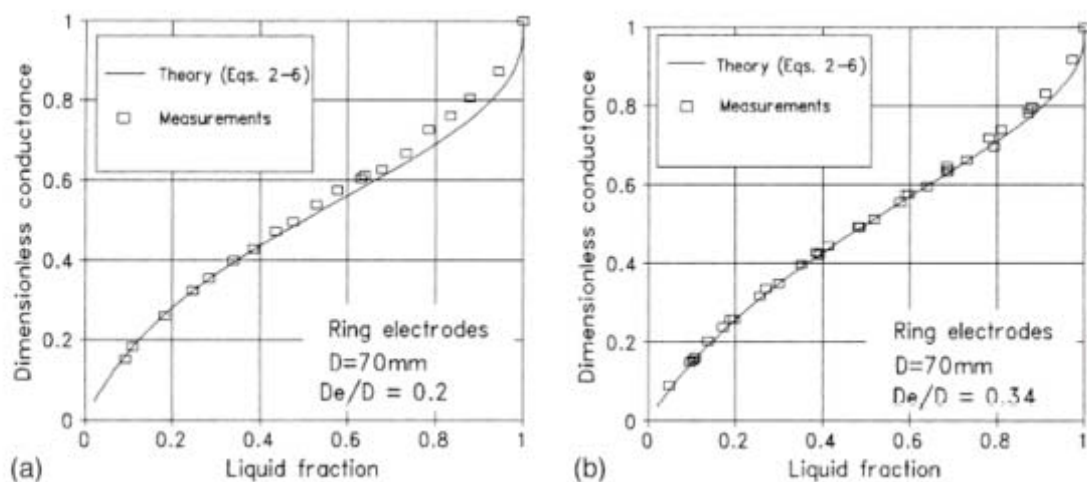 1
0.8
0.6
0.4
0.2
0
Dimensionless conductance
Theory (Eqs. 2-6)
Measurements
Ring electrodes
D=70mm
De/D = 0.2
0 0.2 0.4 0.6 0.8 1
(a) Liquid fraction
1
0.8
0.6
0.4
0.2
0
Dimensionless conductance
Theory (Eqs. 2-6)
Measurements
Ring electrodes
D=70mm
De/D = 0.34
0 0.2 0.4 0.6 0.8 1
(b) Liquid fraction